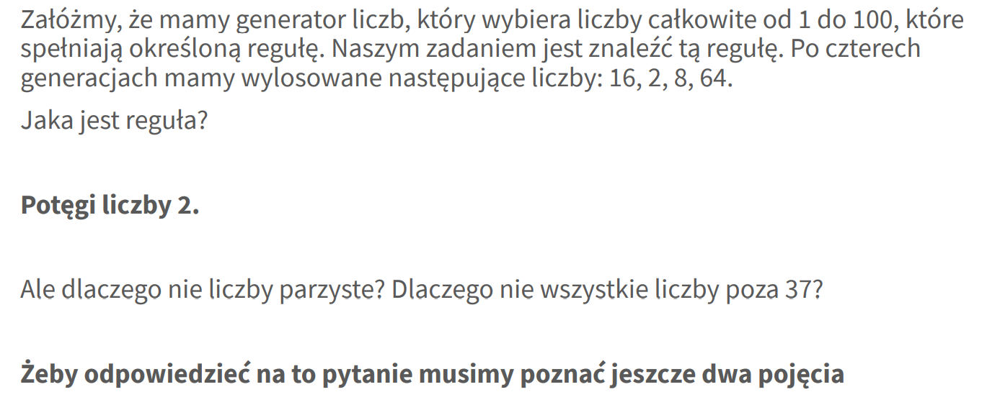 Załóżmy, że mamy generator liczb, który wybiera liczby całkowite od 1 do 100, które
spełniają określoną regułę. Naszym zadaniem jest znaleźć tą regułę. Po czterech
generacjach mamy wylosowane następujące liczby: 16, 2, 8, 64.
Jaka jest reguła?
Potęgi liczby 2.
Ale dlaczego nie liczby parzyste? Dlaczego nie wszystkie liczby poza 37?
Żeby odpowiedzieć na to pytanie musimy poznać jeszcze dwa pojęcia